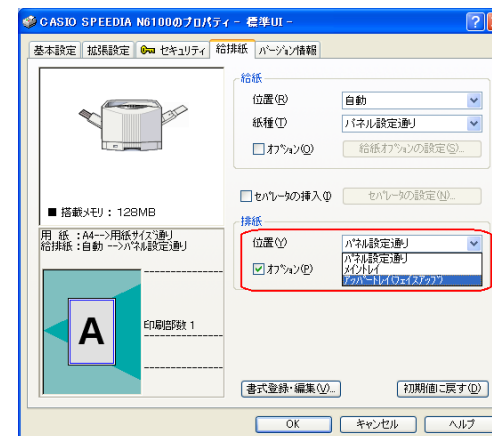 CASIO SPEEDIA N6100のプロパティ - 標準UI -
基本設定 拡張設定 セキュリティ 給排紙 バージョン情報
給紙
位置(R) 自動
紙種(T) パネル設定通り
オプション(O) 給紙オプションの設定(S)...
セパレータの挿入(I) セパレータの設定(N)...
■ 搭載メモリ : 128MB
用 紙 : A4-->用紙サイズ通り
給排紙 : 自動 -->パネル設定通り
排紙
位置(Y) パネル設定通り
パネル設定通り
オプション(P) メイントレイ
アッパートレイ(フェイスアップ)
A
印刷部数 1
書式登録・編集(V)... 初期値に戻す(D)
OK キャンセル ヘルプ